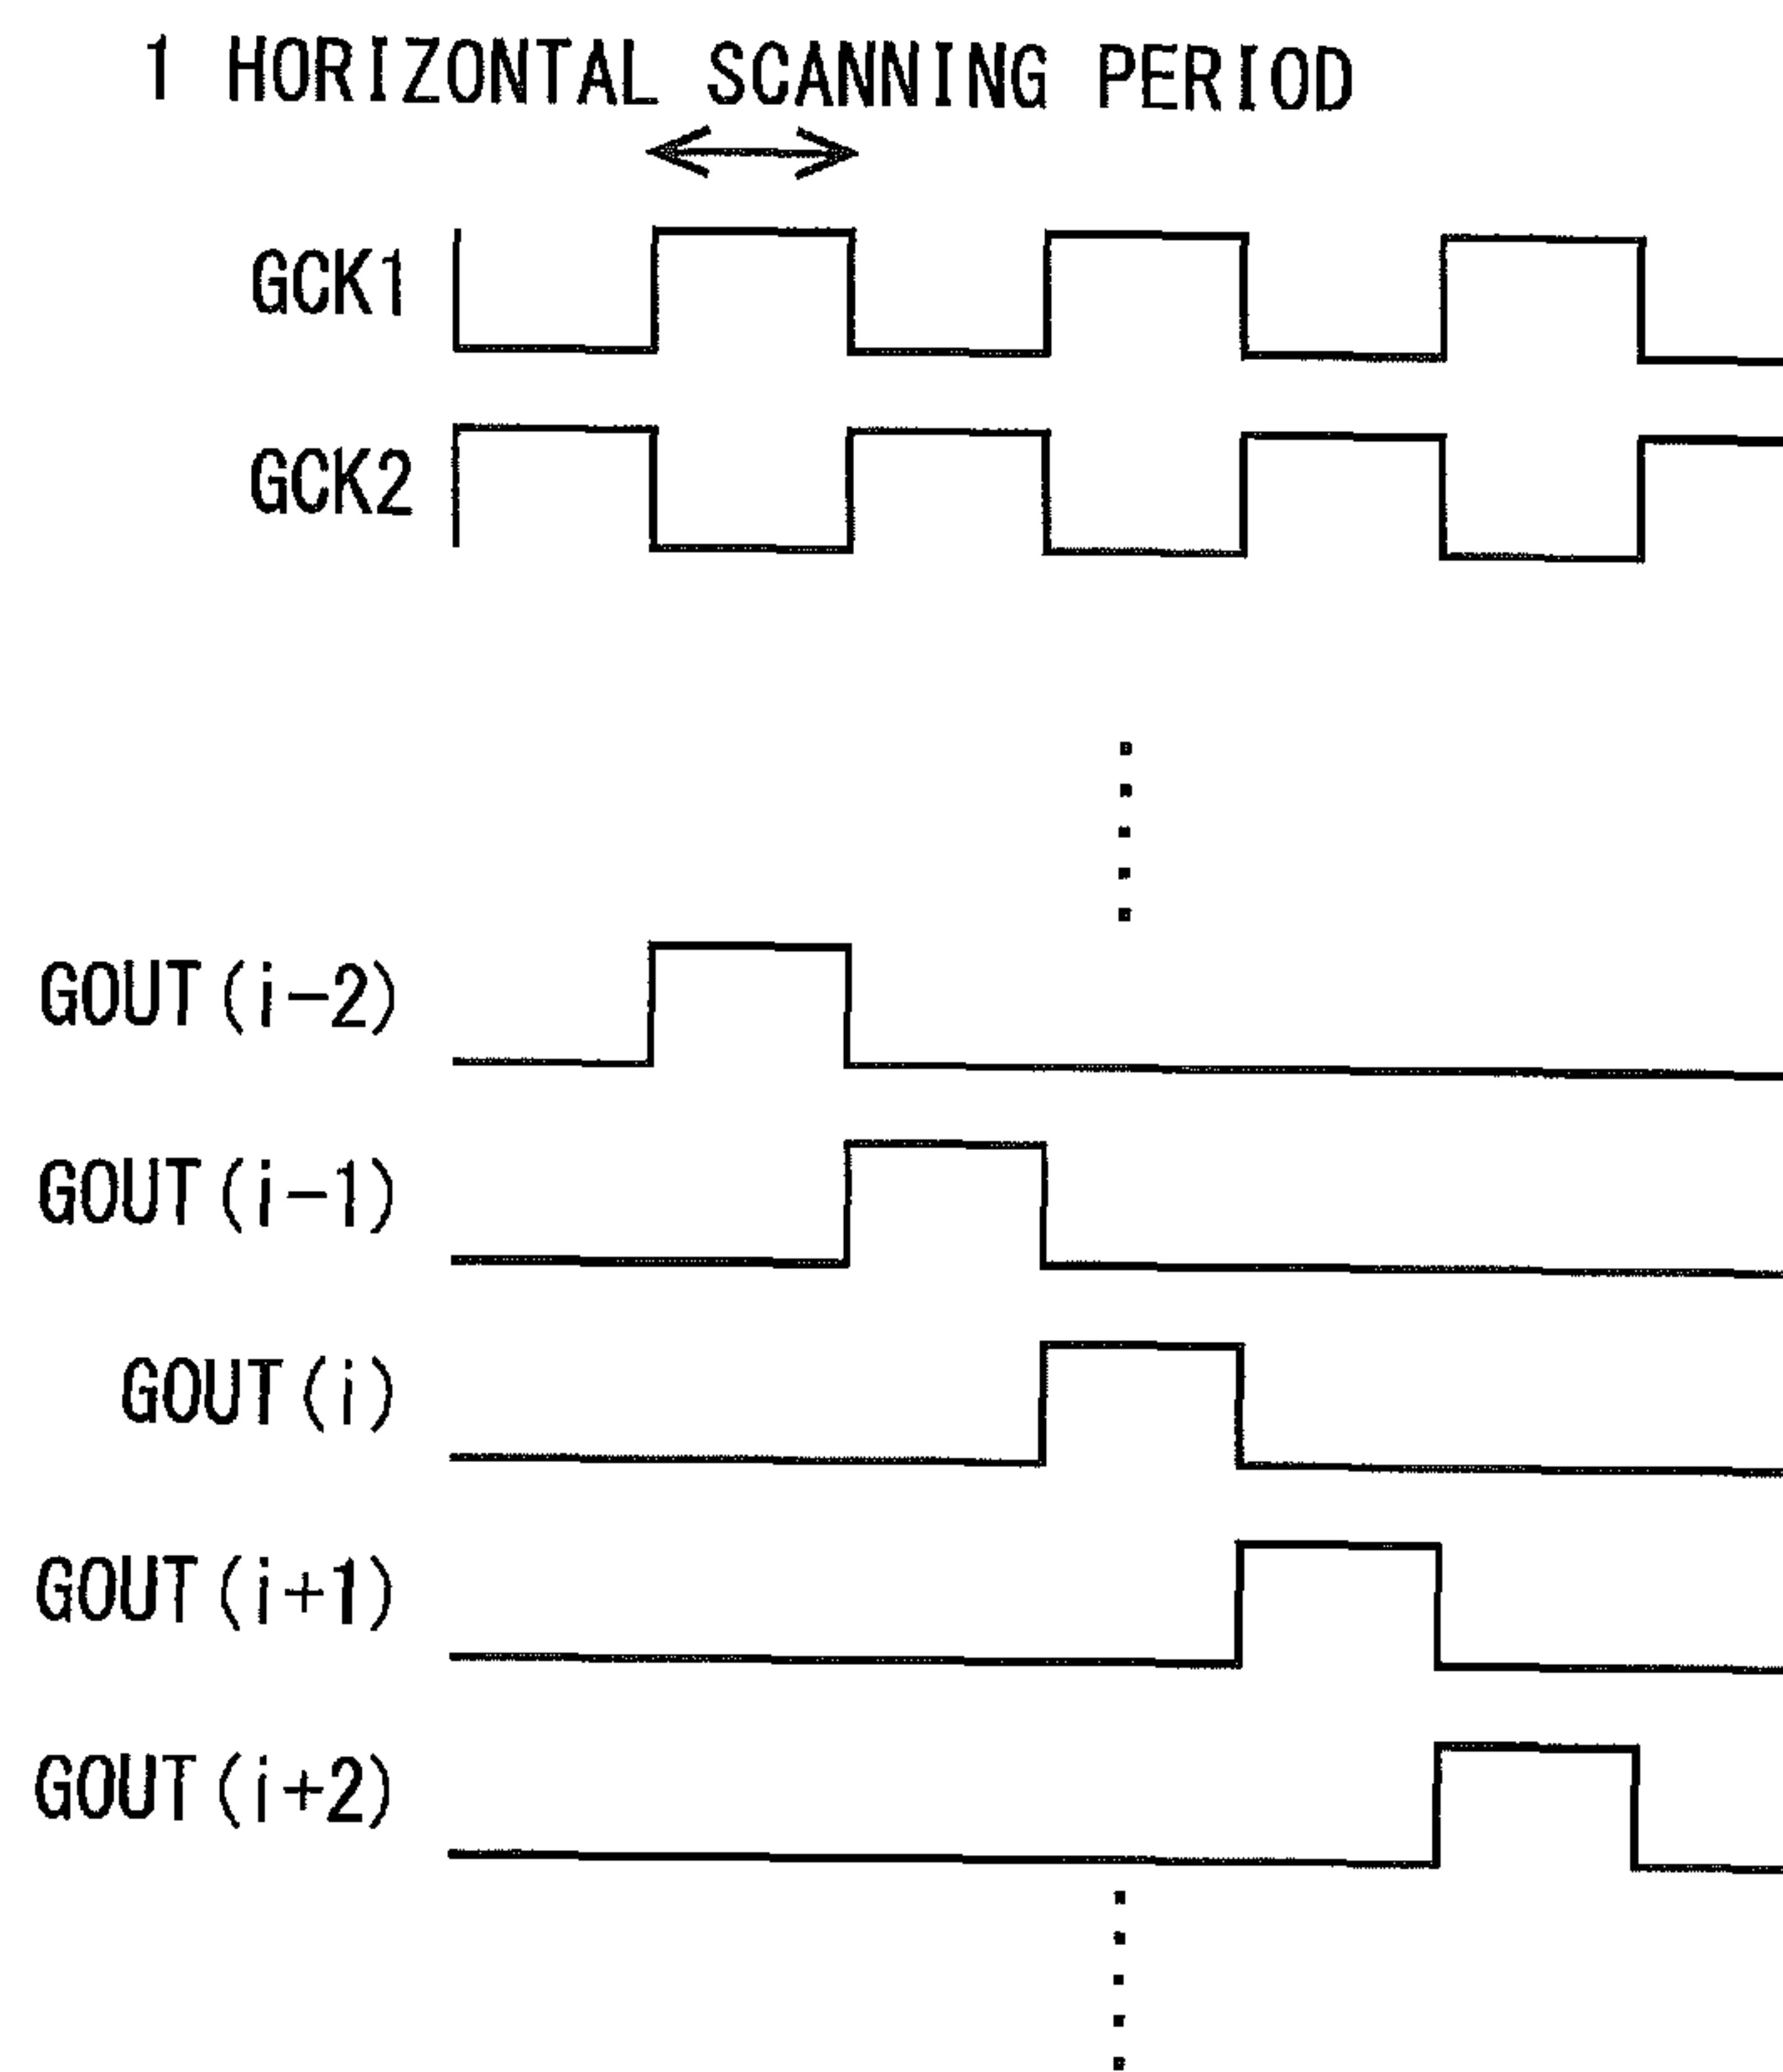 1 HORIZONTAL SCANNING PERIOD
GCK1
GCK2
GOUT(i-2)
GOUT(i-1)
GOUT(i)
GOUT(i+1)
GOUT(i+2)